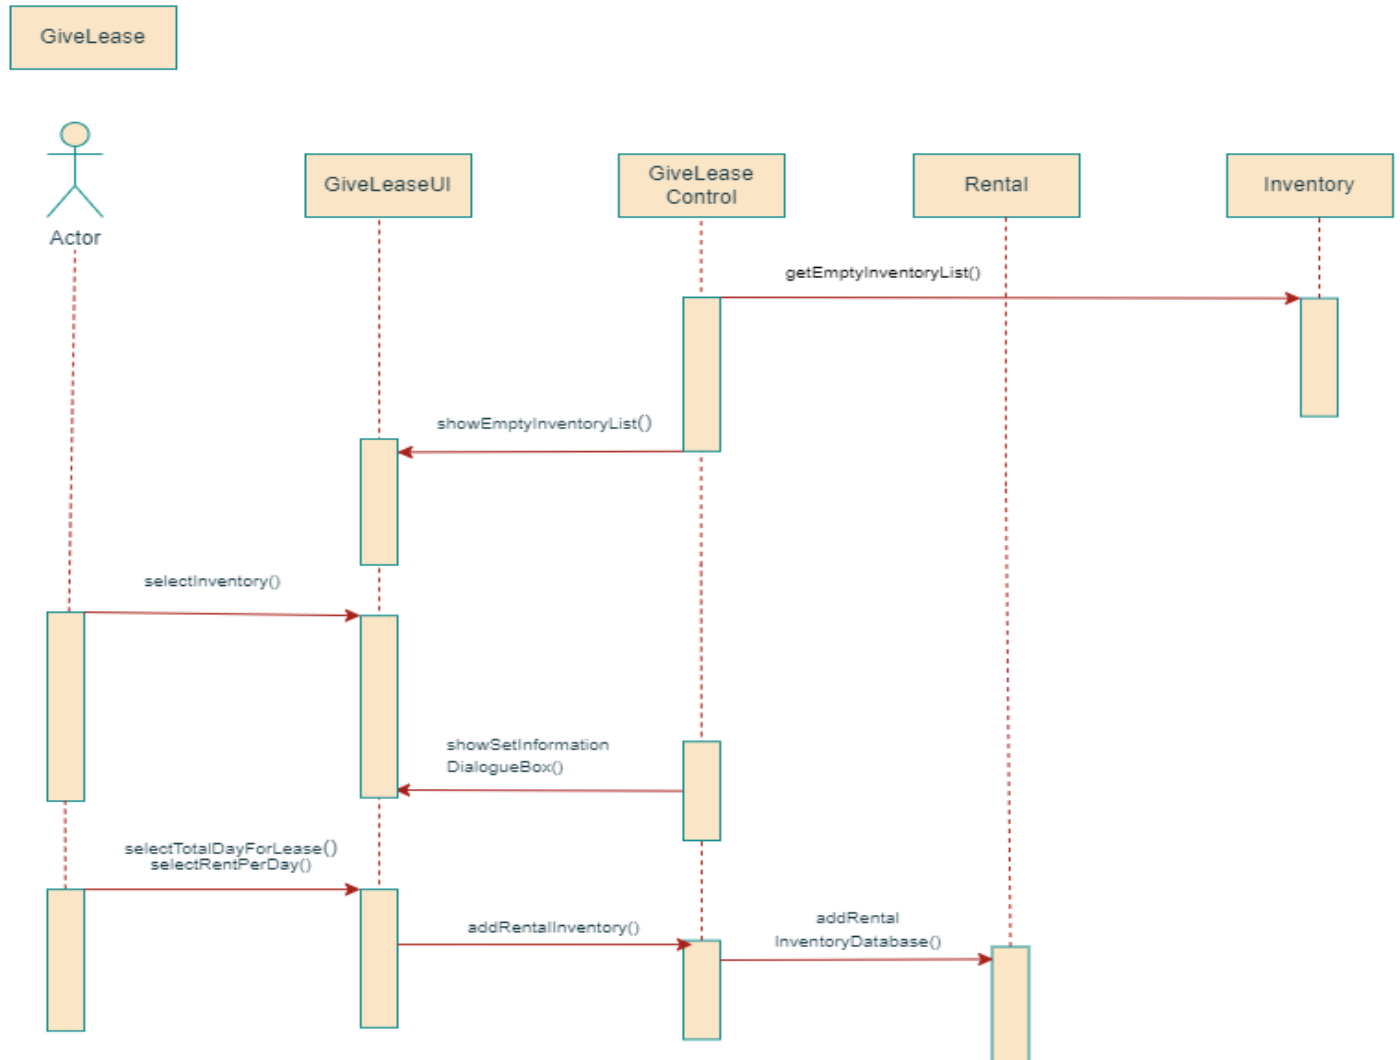 GiveLease
Actor
GiveLeaseUI
GiveLease
Control
Rental
Inventory
getEmptyInventoryList()
showEmptyInventoryList()
selectInventory()
showSetInformation
DialogueBox()
selectTotalDayForLease()
selectRentPerDay()
addRentalInventory()
addRental
InventoryDatabase()